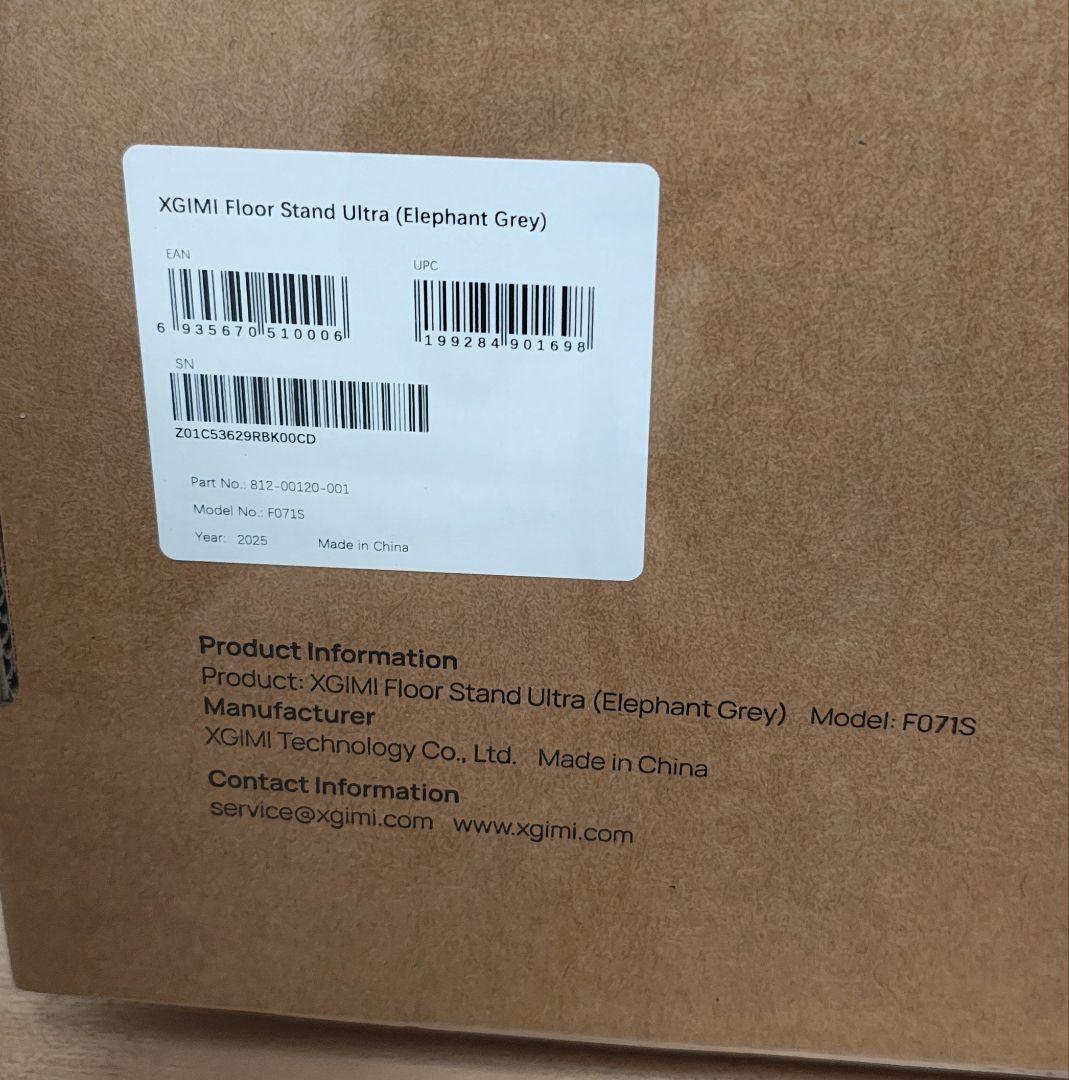 XGIMI Floor Stand Ultra (Elephant Grey)
EAN
6 935670 510006
UPC
199284 901698
SN
Z01C53629RBK00CD
Part No.: 812-00120-001
Model No.: F071S
Year: 2025 Made in China
Product Information
Product: XGIMI Floor Stand Ultra (Elephant Grey) Model: F071S
Manufacturer
XGIMI Technology Co., Ltd. Made in China
Contact Information
service@xgimi.com www.xgimi.com